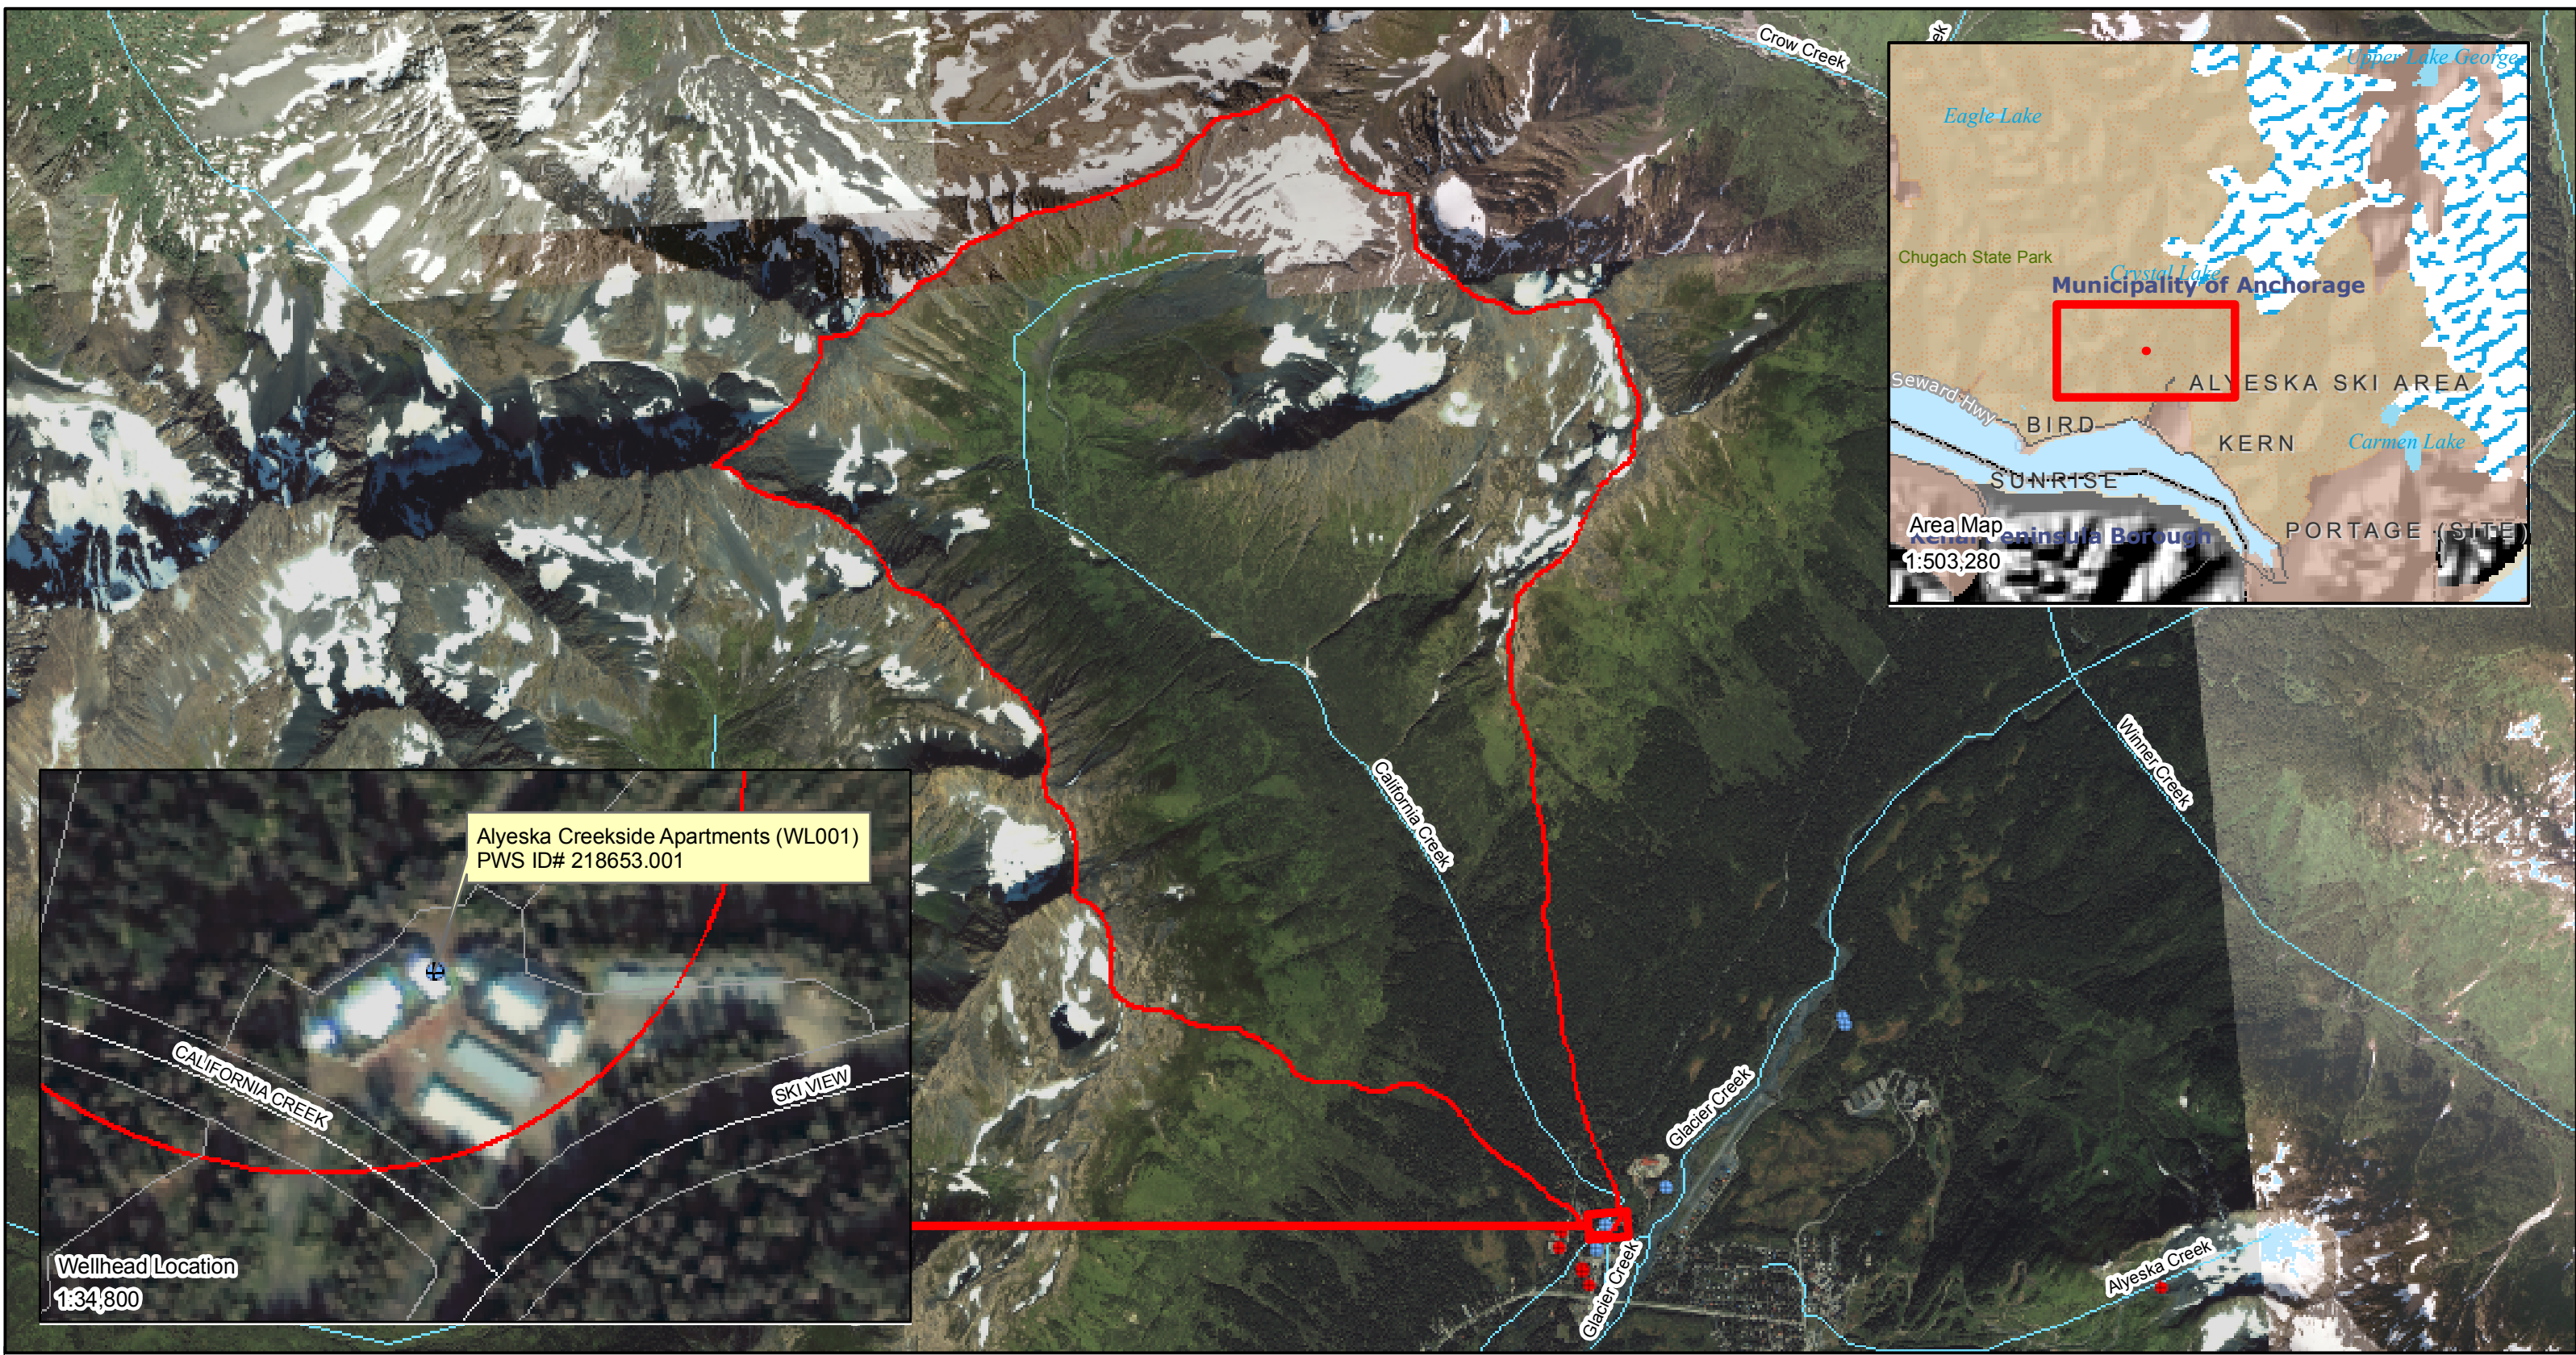 Crow Creek
ek
Upper Lake George
Eagle Lake
Chugach State Park
Crystal Lake
Municipality of Anchorage
ALYESKA SKI AREA
Seward Hwy
BIRD
KERN
Carmen Lake
SUNRISE
PORTAGE (SITE)
Area Map
Kenai Peninsula Borough
1:503,280
Winner Creek
California Creek
Alyeska Creekside Apartments (WL001)
PWS ID# 218653.001
CALIFORNIA CREEK
SKI VIEW
Wellhead Location
1:34,800
Glacier Creek
Glacier Creek
Alyeska Creek